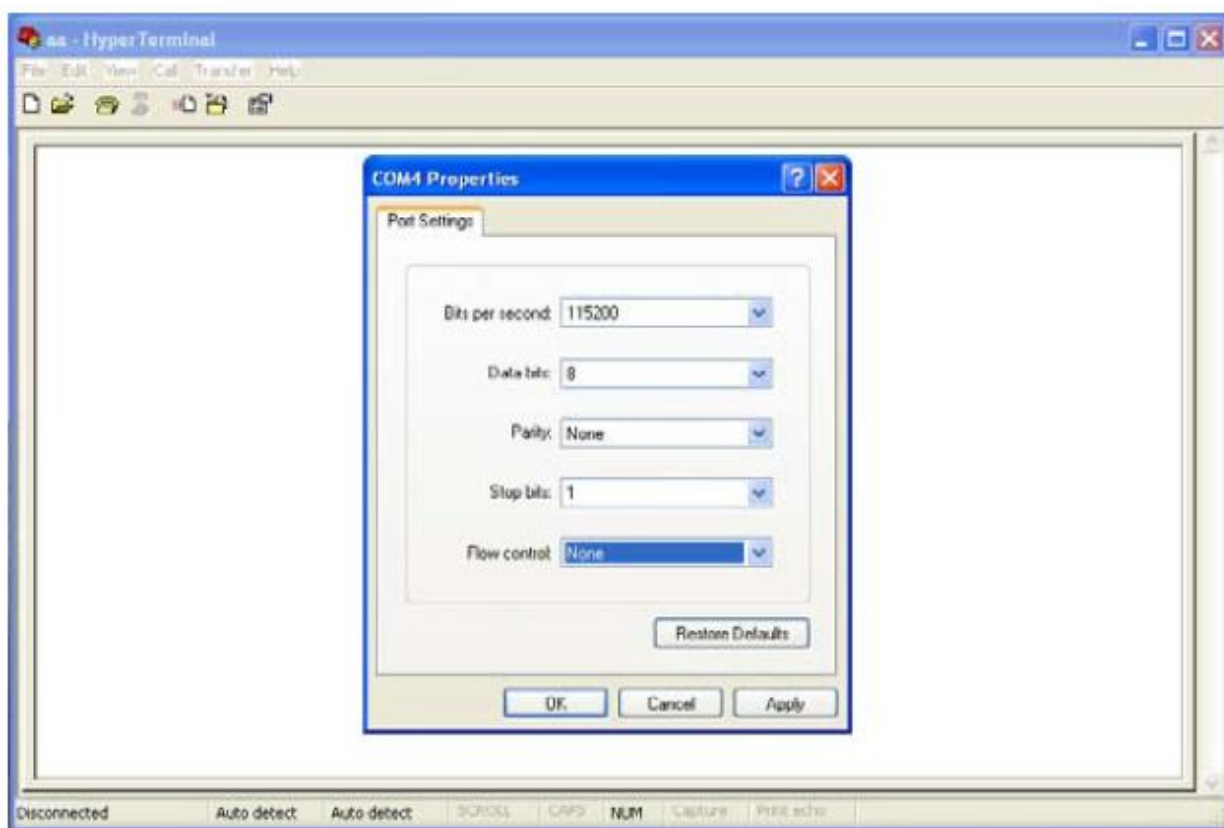 aa - HyperTerminal
File Edit View Call Transfer Help
COM4 Properties
Port Settings
Bits per second: 115200
Data bits: 8
Parity: None
Stop bits: 1
Flow control: None
Restore Defaults
OK Cancel Apply
Disconnected Auto detect Auto detect SCROLL CAPS NUM Capture Print echo